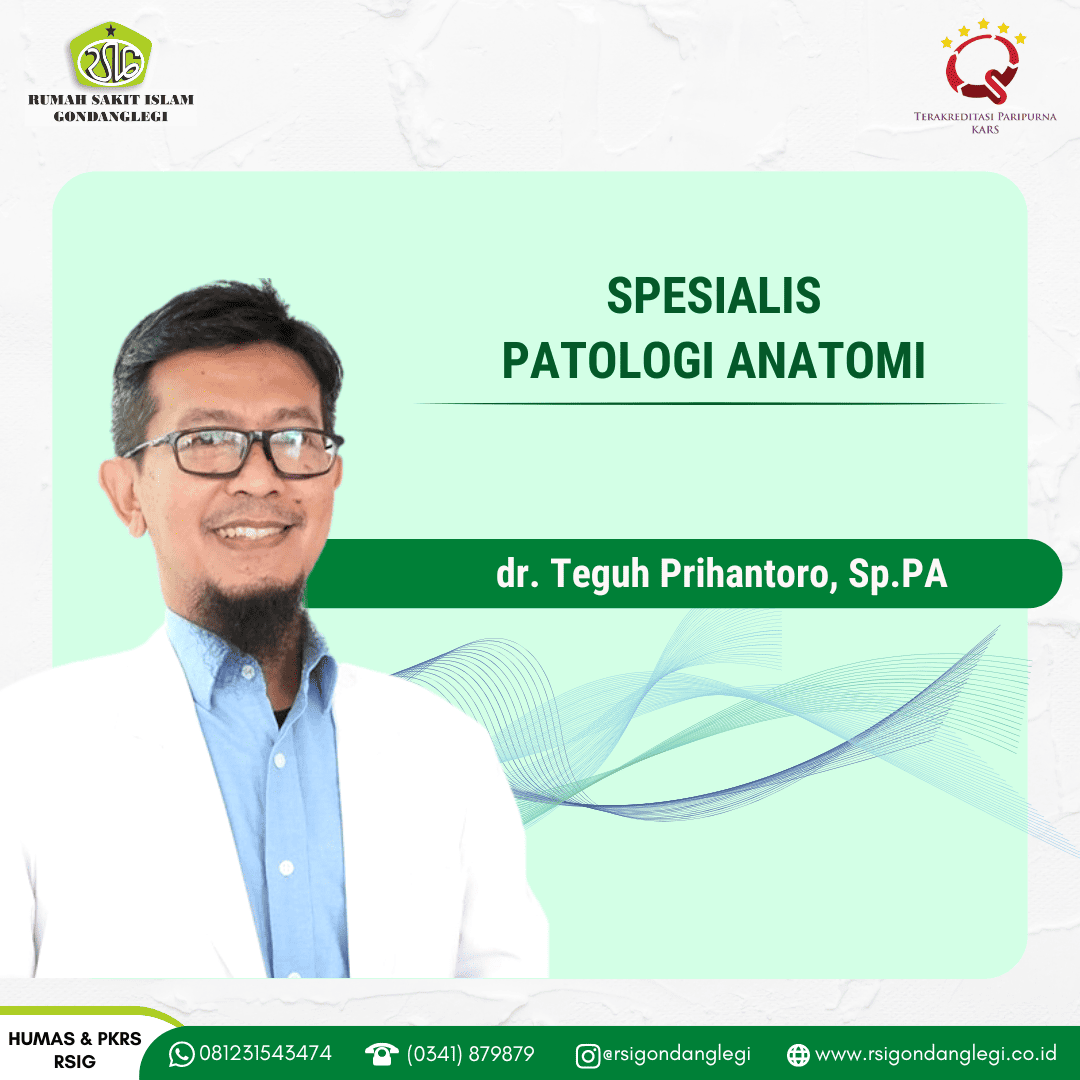 RSIG
RUMAH SAKIT ISLAM
GONDANGLEGI
TERAKREDITASI PARIPURNA
KARS
SPESIALIS
PATOLOGI ANATOMI
dr. Teguh Prihantoro, Sp.PA
HUMAS & PKRS
RSIG
081231543474
(0341) 879879
@rsigondanglegi
www.rsigondanglegi.co.id